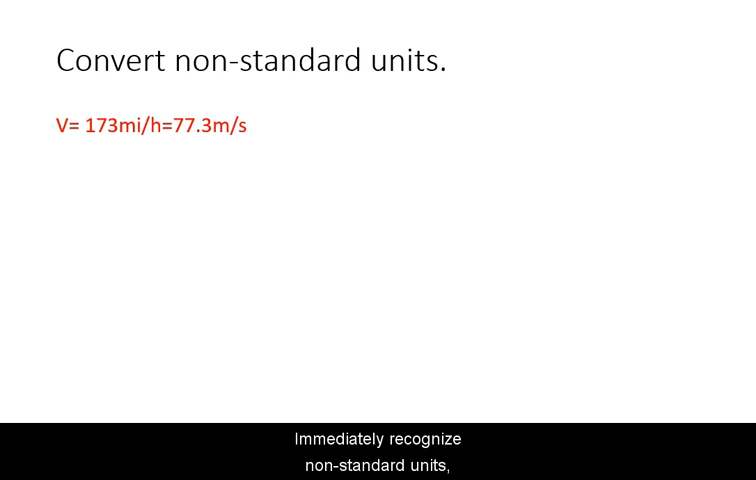 Convert non-standard units.
V= 173mi/h=77.3m/s
Immediately recognize
non-standard units,